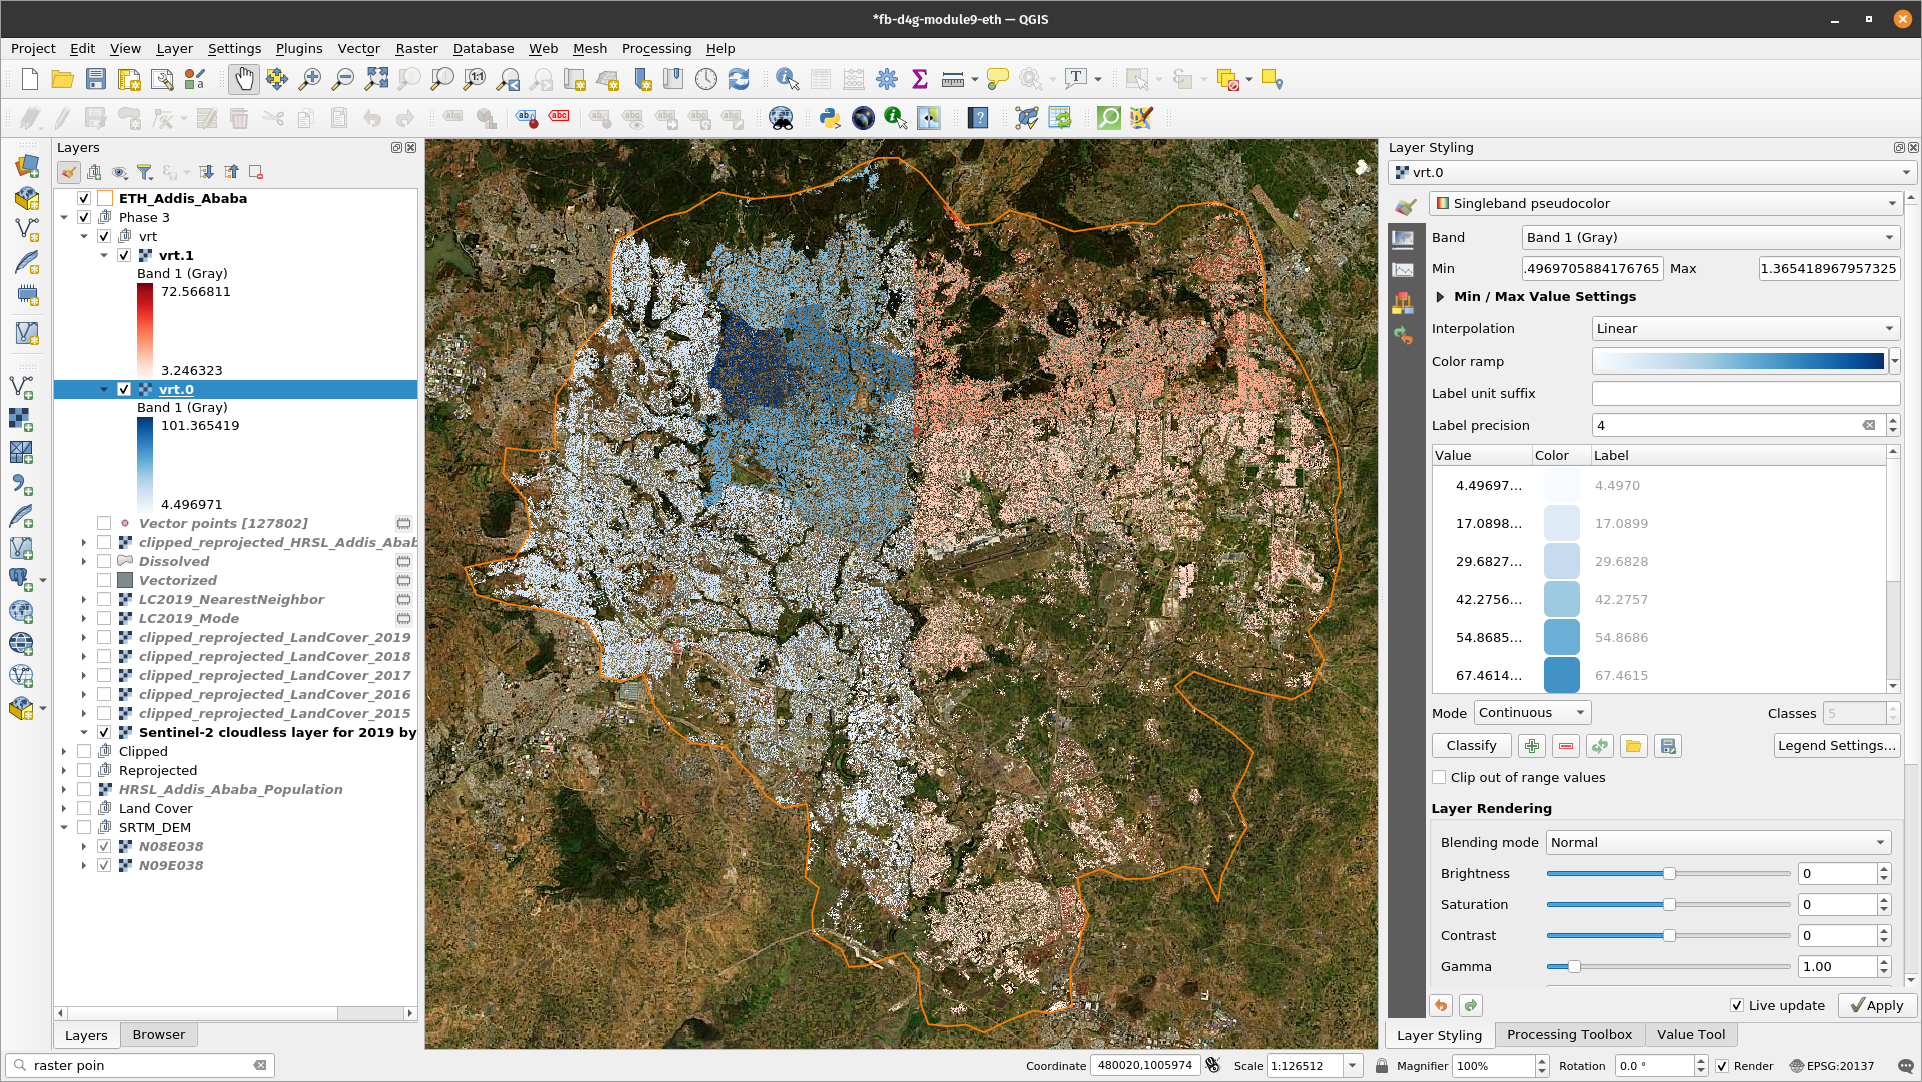 *fb-d4g-module9-eth — QGIS
Project Edit View Layer Settings Plugins Vector Raster Database Web Mesh Processing Help
Layers
ETH_Addis_Ababa
Phase 3
vrt
vrt.1
Band 1 (Gray)
72.566811
3.246323
vrt.0
Band 1 (Gray)
101.365419
4.496971
Vector points [127802]
clipped_reprojected_HRSL_Addis_Abab
Dissolved
Vectorized
LC2019_NearestNeighbor
LC2019_Mode
clipped_reprojected_LandCover_2019
clipped_reprojected_LandCover_2018
clipped_reprojected_LandCover_2017
clipped_reprojected_LandCover_2016
clipped_reprojected_LandCover_2015
Sentinel-2 cloudless layer for 2019 by
Clipped
Reprojected
HRSL_Addis_Ababa_Population
Land Cover
SRTM_DEM
N08E038
N09E038
Layers Browser
Layer Styling
vrt.0
Singleband pseudocolor
Band Band 1 (Gray)
Min .4969705884176765 Max 1.365418967957325
Min / Max Value Settings
Interpolation Linear
Color ramp
Label unit suffix
Label precision 4
Value Color Label
4.49697... 4.4970
17.0898... 17.0899
29.6827... 29.6828
42.2756... 42.2757
54.8685... 54.8686
67.4614... 67.4615
Mode Continuous Classes 5
Classify Legend Settings...
Clip out of range values
Layer Rendering
Blending mode Normal
Brightness 0
Saturation 0
Contrast 0
Gamma 1.00
Live update Apply
Layer Styling Processing Toolbox Value Tool
raster poin Coordinate 480020,1005974 Scale 1:126512 Magnifier 100% Rotation 0.0 ° Render EPSG:20137